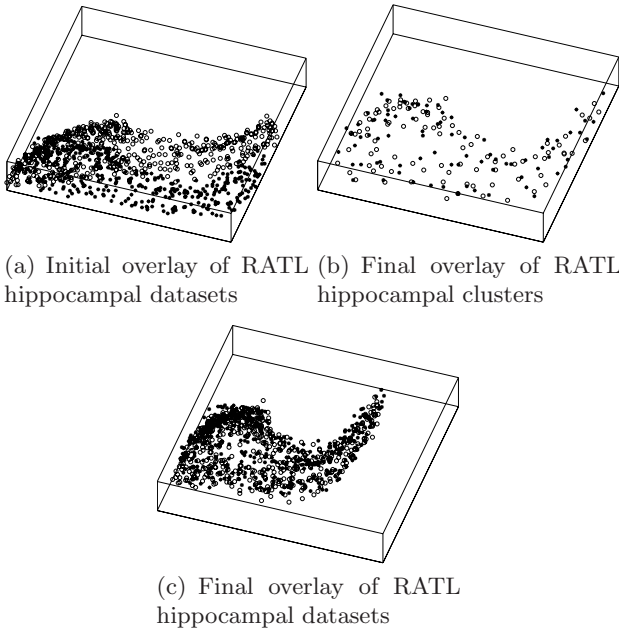 (a) Initial overlay of RATL
hippocampal datasets
(b) Final overlay of RATL
hippocampal clusters
(c) Final overlay of RATL
hippocampal datasets